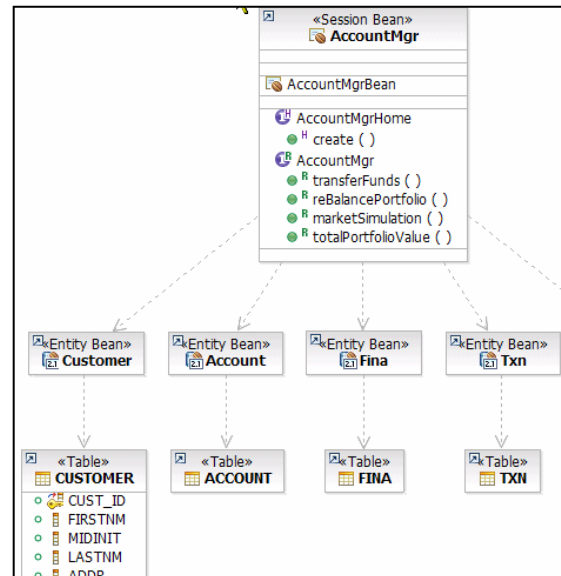 «Session Bean»
AccountMgr
AccountMgrBean
AccountMgrHome
create ( )
AccountMgr
transferFunds ( )
reBalancePortfolio ( )
marketSimulation ( )
totalPortfolioValue ( )
«Entity Bean» «Entity Bean» «Entity Bean» «Entity Bean»
Customer Account Fina Txn
«Table» «Table» «Table» «Table»
CUSTOMER ACCOUNT FINA TXN
CUST_ID
FIRSTNM
MIDINIT
LASTNM